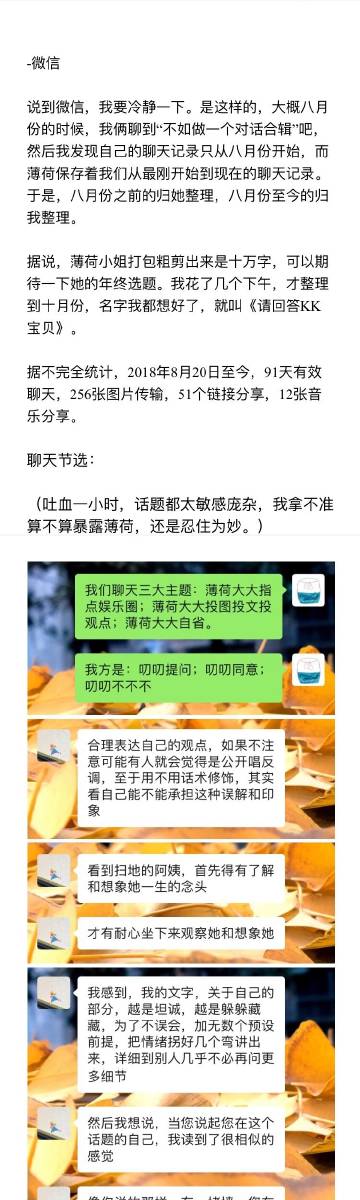 -微信
说到微信，我要冷静一下。是这样的，大概八月
份的时候，我俩聊到“不如做一个对话合辑”吧，
然后我发现自己的聊天记录只从八月份开始，而
薄荷保存着我们从最刚开始到现在的聊天记录。
于是，八月份之前的归她整理，八月份至今的归
我整理。
据说，薄荷小姐打包粗剪出来是十万字，可以期
待一下她的年终选题。我花了几个下午，才整理
到十月份，名字我都想好了，就叫《请回答KK
宝贝》。
据不完全统计，2018年8月20日至今，91天有效
聊天，256张图片传输，51个链接分享，12张音
乐分享。
聊天节选：
（吐血一小时，话题都太敏感庞杂，我拿不准
算不算暴露薄荷，还是忍住为妙。）
我们聊天三大主题：薄荷大大指
点娱乐圈；薄荷大大投图投文投
观点；薄荷大大自省。
我方是：叨叨提问；叨叨同意；
叨叨不不不
合理表达自己的观点，如果不注
意可能有人就会觉得是公开唱反
调，至于用不用话术修饰，其实
看自己能不能承担这种误解和印
象
看到扫地的阿姨，首先得有了解
和想象她一生的念头
才有耐心坐下来观察她和想象她
我感到，我的文字，关于自己的
部分，越是坦诚，越是躲躲藏
藏，为了不误会，加无数个预设
前提，把情绪拐好几个弯讲出
来，详细到别人几乎不必再问更
多细节
然后我想说，当您说起您在这个
话题的自己，我读到了很相似的
感觉